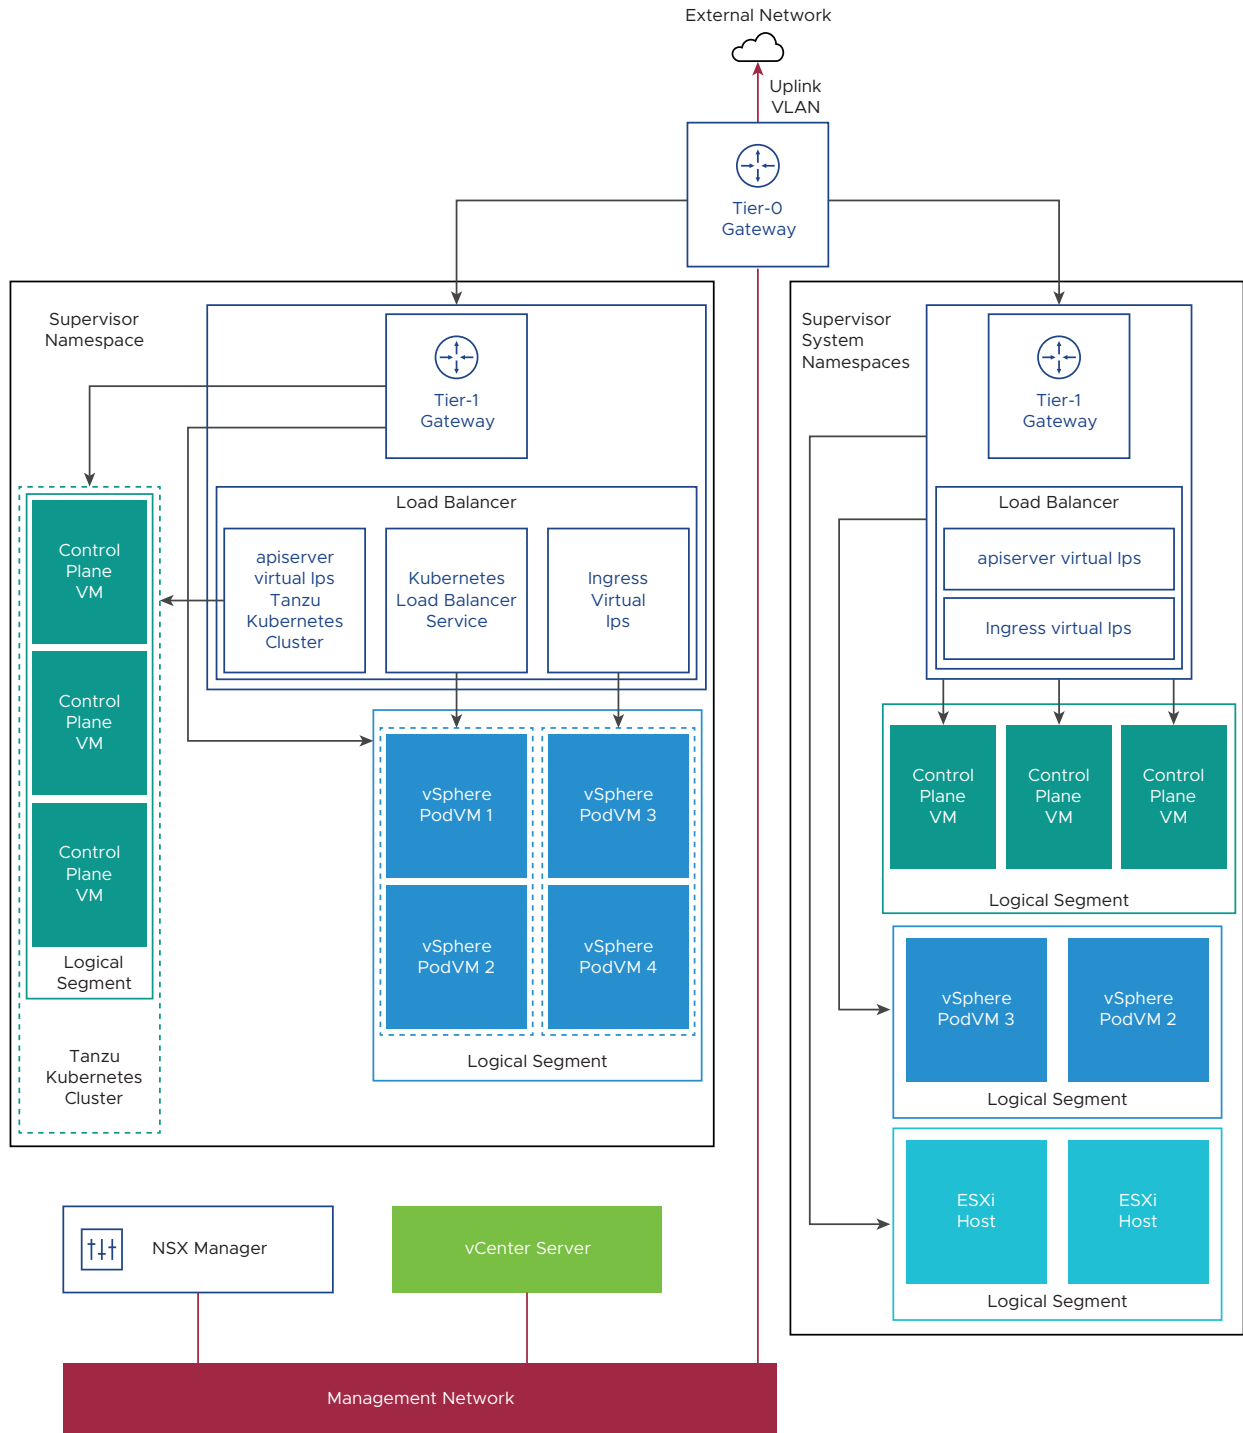 External Network
Uplink
VLAN
Tier-0
Gateway
Supervisor
Namespace
Tier-1
Gateway
Load Balancer
apiserver
virtual Ips
Tanzu
Kubernetes
Cluster
Kubernetes
Load Balancer
Service
Ingress
Virtual
Ips
Control
Plane
VM
Control
Plane
VM
Control
Plane
VM
Logical
Segment
Tanzu
Kubernetes
Cluster
vSphere
PodVM 1
vSphere
PodVM 3
vSphere
PodVM 2
vSphere
PodVM 4
Logical Segment
Supervisor
System
Namespaces
Tier-1
Gateway
Load Balancer
apiserver virtual Ips
Ingress virtual Ips
Control
Plane
VM
Control
Plane
VM
Control
Plane
VM
Logical Segment
vSphere
PodVM 3
vSphere
PodVM 2
Logical Segment
ESXi
Host
ESXi
Host
Logical Segment
NSX Manager
vCenter Server
Management Network